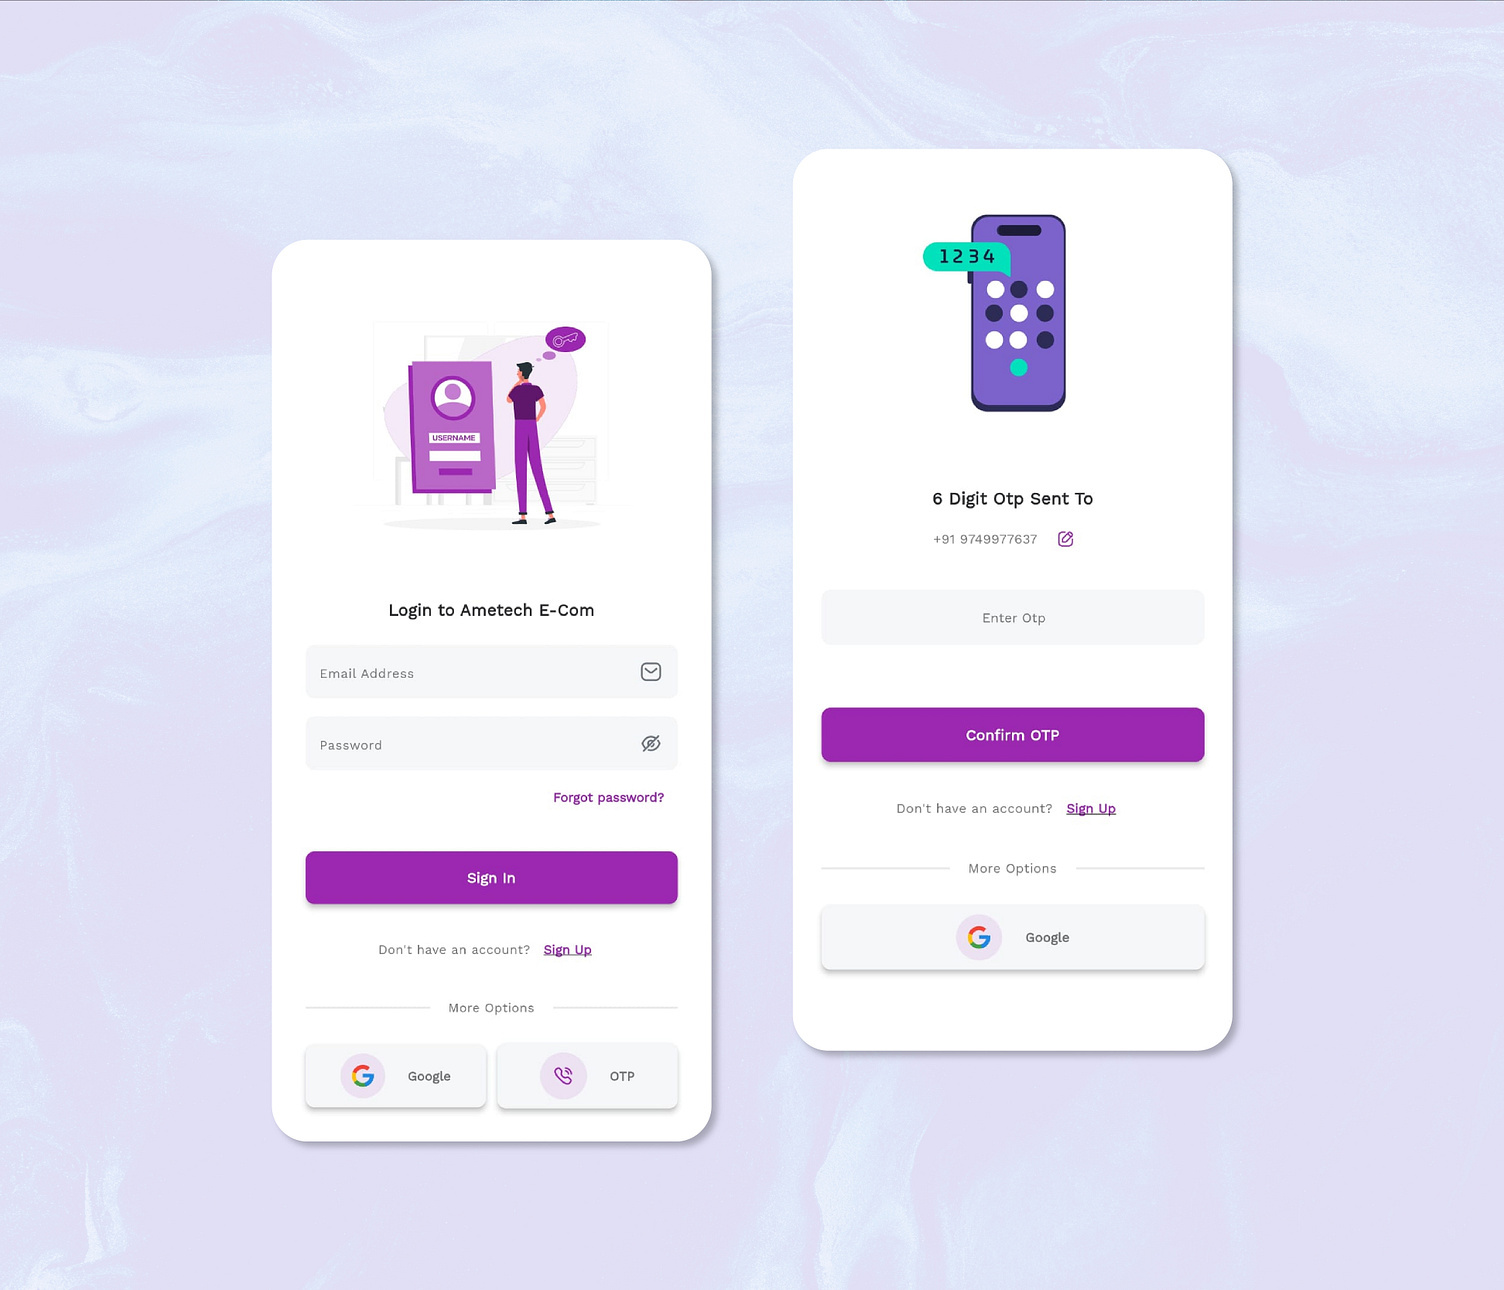 USERNAME
Login to Ametech E-Com
Email Address
Password
Forgot password?
Sign In
Don't have an account? Sign Up
More Options
Google
OTP
1234
6 Digit Otp Sent To
+91 9749977637
Enter Otp
Confirm OTP
Don't have an account? Sign Up
More Options
Google